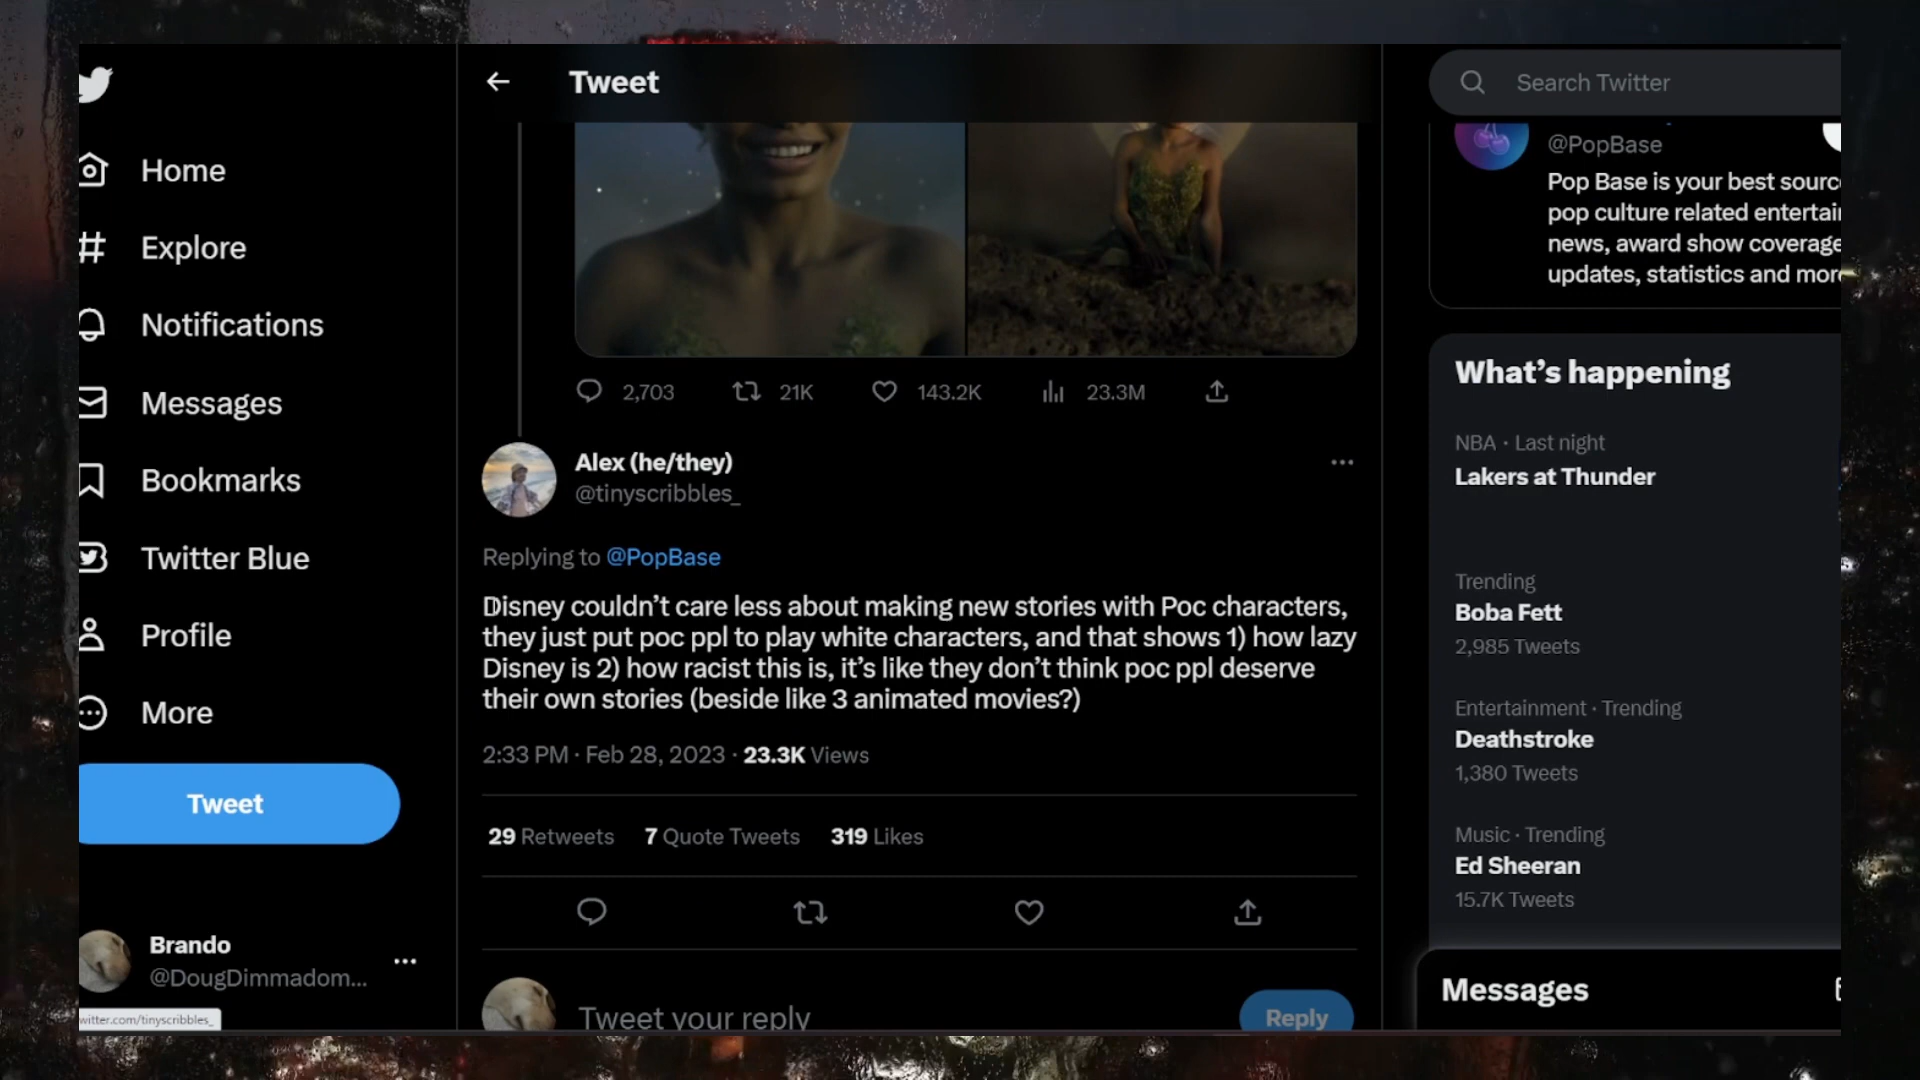 Tweet
Search Twitter
@PopBase
Pop Base is your best sourc
pop culture related entertai
news, award show coverage
updates, statistics and mor
Home
Explore
Notifications
Messages
Bookmarks
Twitter Blue
Profile
More
Tweet
Brando
@DougDimmadom...
witter.com/tinyscribbles_
2,703 21K 143.2K 23.3M
Alex (he/they)
@tinyscribbles_
Replying to @PopBase
Disney couldn't care less about making new stories with Poc characters,
they just put poc ppl to play white characters, and that shows 1) how lazy
Disney is 2) how racist this is, it's like they don't think poc ppl deserve
their own stories (beside like 3 animated movies?)
2:33 PM · Feb 28, 2023 · 23.3K Views
29 Retweets 7 Quote Tweets 319 Likes
Tweet your reply
Reply
What's happening
NBA · Last night
Lakers at Thunder
Trending
Boba Fett
2,985 Tweets
Entertainment · Trending
Deathstroke
1,380 Tweets
Music · Trending
Ed Sheeran
15.7K Tweets
Messages